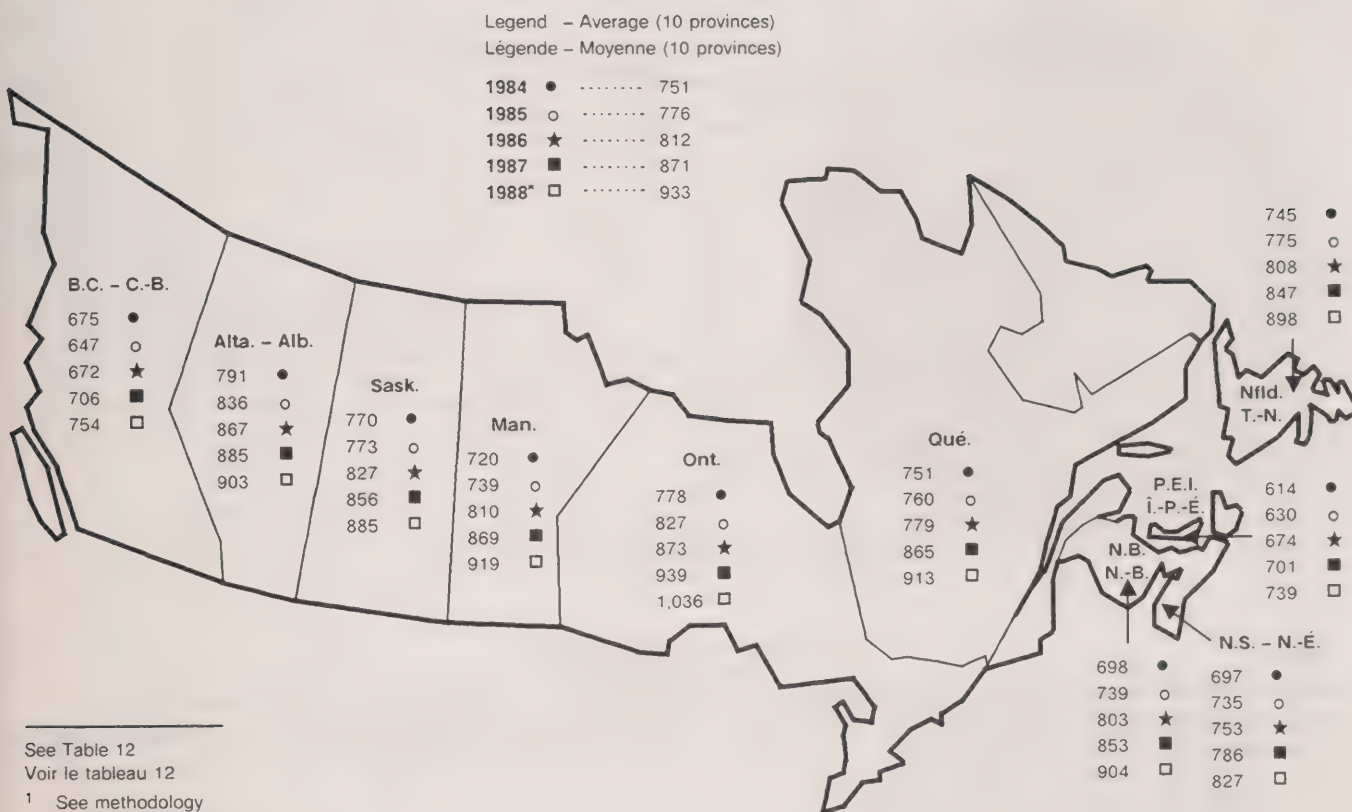 Legend – Average (10 provinces)
Légende – Moyenne (10 provinces)
1984 ● ········ 751
1985 ○ ········ 776
1986 ★ ········ 812
1987 ■ ········ 871
1988* □ ········ 933
B.C. – C.-B.
675 ●
647 ○
672 ★
706 ■
754 □
Alta. – Alb.
791 ●
836 ○
867 ★
885 ■
903 □
Sask.
770 ●
773 ○
827 ★
856 ■
885 □
Man.
720 ●
739 ○
810 ★
869 ■
919 □
Ont.
778 ●
827 ○
873 ★
939 ■
1,036 □
Qué.
751 ●
760 ○
779 ★
865 ■
913 □
745 ●
775 ○
808 ★
847 ■
898 □
Nfld.
T.-N.
P.E.I.
Î.-P.-É.
614 ●
630 ○
674 ★
701 ■
739 □
N.B.
N.-B.
698 ●
739 ○
803 ★
853 ■
904 □
N.S. – N.-É.
697 ●
735 ○
753 ★
786 ■
827 □
See Table 12
Voir le tableau 12
1 See methodology